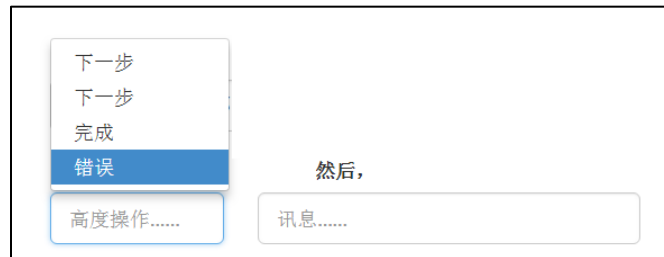 下一步
下一步
完成
错误
然后，
高度操作......
讯息......